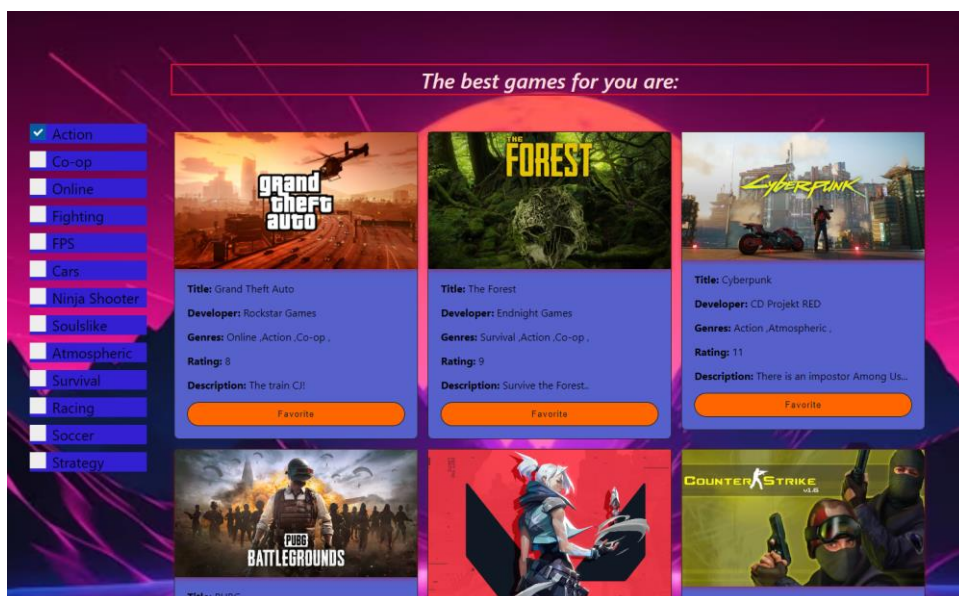 The best games for you are:
Action
Co-op
Online
Fighting
FPS
Cars
Ninja Shooter
Soulslike
Atmospheric
Survival
Racing
Soccer
Strategy
grand
theft
auto
Title: Grand Theft Auto
Developer: Rockstar Games
Genres: Online ,Action ,Co-op ,
Rating: 8
Description: The train CJ!
Favorite
THE
FOREST
Title: The Forest
Developer: Endnight Games
Genres: Survival ,Action ,Co-op ,
Rating: 9
Description: Survive the Forest..
Favorite
Cyberpunk
Title: Cyberpunk
Developer: CD Projekt RED
Genres: Action ,Atmospheric ,
Rating: 11
Description: There is an impostor Among Us...
Favorite
PUBG
BATTLEGROUNDS
Title: PUBG
COUNTER STRIKE
v1.6